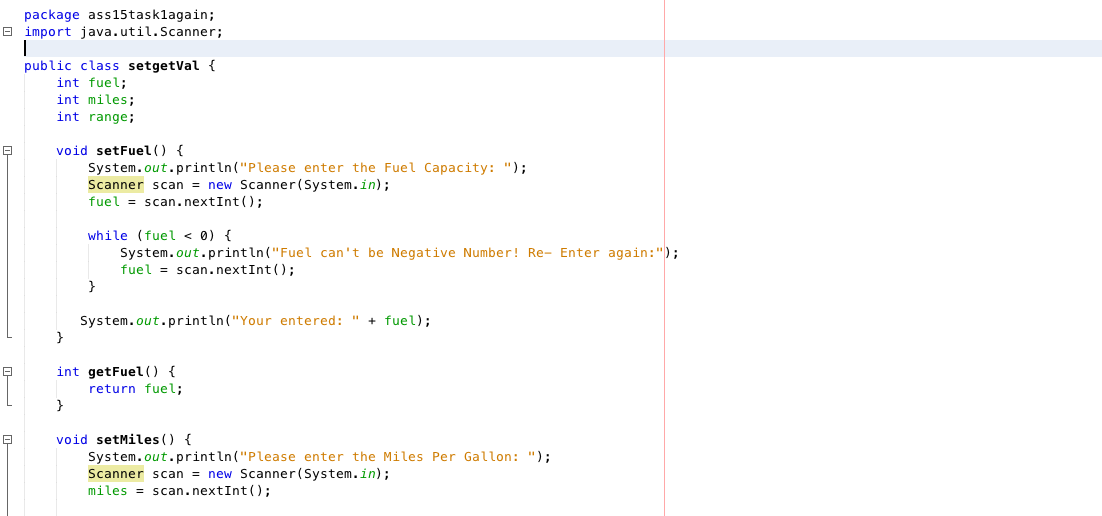 package ass15task1again;
import java.util.Scanner;
public class setgetVal {
int fuel;
int miles;
int range;
void setFuel() {
System.out.println("Please enter the Fuel Capacity: ");
Scanner scan = new Scanner(System.in);
fuel = scan.nextInt();
while (fuel < 0) {
System.out.println("Fuel can't be Negative Number! Re- Enter again:");
fuel = scan.nextInt();
}
System.out.println("Your entered: " + fuel);
}
int getFuel() {
return fuel;
}
void setMiles() {
System.out.println("Please enter the Miles Per Gallon: ");
Scanner scan = new Scanner(System.in);
miles = scan.nextInt();